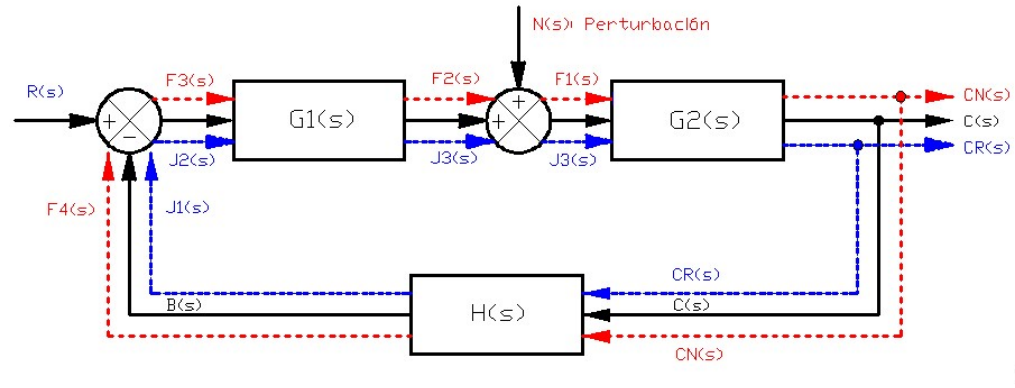 N(s): Perturbación
R(s)
F3(s)
F2(s)
F1(s)
+
-
G1(s)
+
+
G2(s)
CN(s)
C(s)
CR(s)
J2(s)
J3(s)
J3(s)
F4(s)
J1(s)
B(s)
H(s)
CR(s)
C(s)
CN(s)